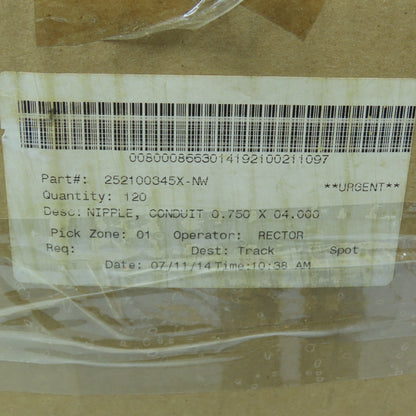 0080008663014192100211097
Part#: 252100345X-NW
**URGENT**
Quantity: 120
Desc: NIPPLE, CONDUIT 0.750 X 04.000
Pick Zone: 01 Operator: RECTOR
Req: Dest: Track Spot
Date: 07/11/14 Time:10:38 AM